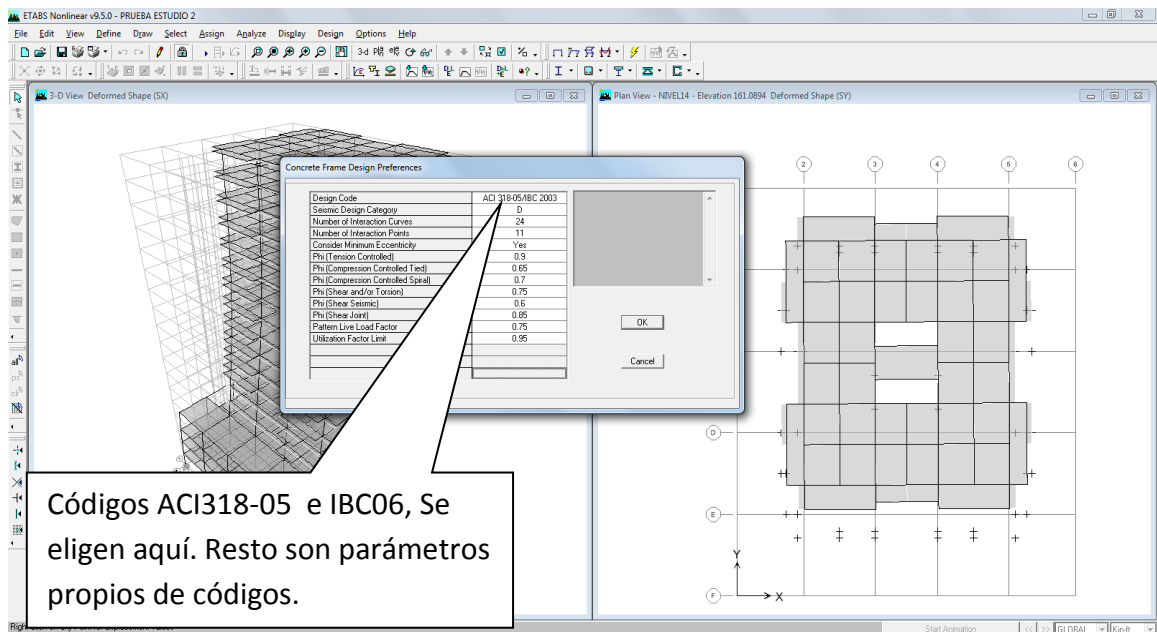 ETABS Nonlinear v9.5.0 - PRUEBA ESTUDIO 2
File Edit View Define Draw Select Assign Analyze Display Design Options Help
3-d
3-D View Deformed Shape (SX)
Plan View - NIVEL14 - Elevation 161.0894 Deformed Shape (SY)
Concrete Frame Design Preferences
Design Code ACI 318-05/IBC 2003
Seismic Design Category D
Number of Interaction Curves 24
Number of Interaction Points 11
Consider Minimum Eccentricity Yes
Phi (Tension Controlled) 0.9
Phi (Compression Controlled Tied) 0.65
Phi (Compression Controlled Spiral) 0.7
Phi (Shear and/or Torsion) 0.75
Phi (Shear Seismic) 0.6
Phi (Shear Joint) 0.85
Pattern Live Load Factor 0.75
Utilization Factor Limit 0.95
OK
Cancel
2 3 4 5 6
D
E
F
Y
X
all
Códigos ACI318-05 e IBC06, Se
eligen aquí. Resto son parámetros
propios de códigos.
Start Animation << >> GLOBAL Kip-ft